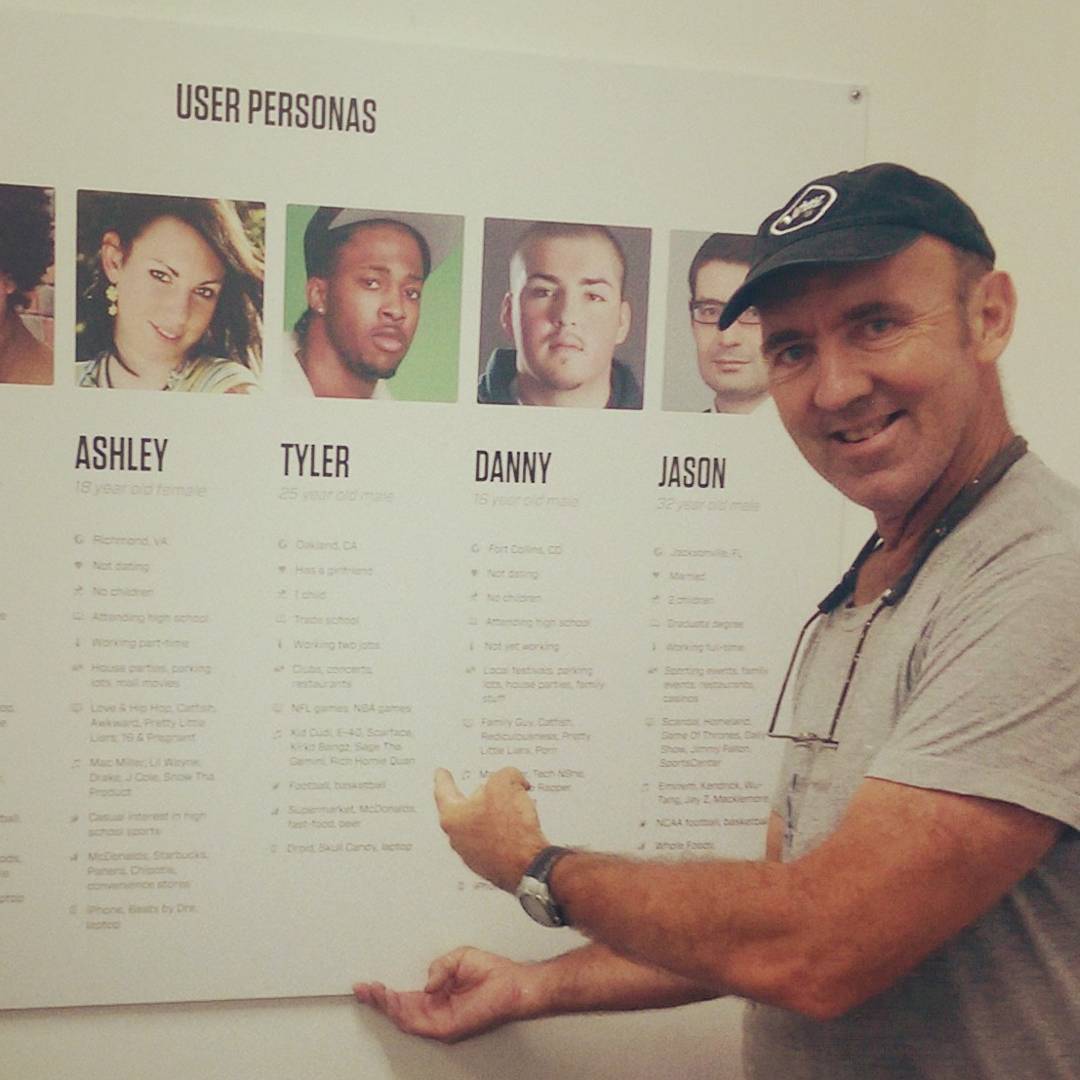 USER PERSONAS
ASHLEY
18 year old female
Richmond, VA
Not dating
No children
Attending high school
Working part-time
House parties, parking
lots, mall movies
Love & Hip Hop, Catfish,
Awkward, Pretty Little
Liars, 16 & Pregnant
Mac Miller, Lil Wayne,
Drake, J Cole, Snow Tha
Product
Casual interest in high
school sports
McDonalds, Starbucks,
Panera, Chipotle,
convenience stores
iPhone, Beats by Dre,
laptop
TYLER
25 year old male
Oakland, CA
Has a girlfriend
1 child
Trade school
Working two jobs
Clubs, concerts,
restaurants
NFL games, NBA games
Kid Cudi, E-40, Scarface,
Kirko Bangz, Sage The
Gemini, Rich Homie Quan
Football, basketball
Supermarket, McDonalds,
fast-food, beer
Droid, Skull Candy, laptop
DANNY
16 year old male
Fort Collins, CO
Not dating
No children
Attending high school
Not yet working
Local festivals, parking
lots, house parties, family
stuff
Family Guy, Catfish,
Rediculousness, Pretty
Little Liars, Porn
Tech N9ne,
Rapper
JASON
32 year old male
Jacksonville, FL
Married
2 children
Graduate degree
Working full-time
Sporting events, family
events, restaurants,
casinos
Scandal, Homeland,
Game Of Thrones, Daily
Show, Jimmy Fallon,
SportsCenter
Eminem, Kendrick, Wu-
Tang, Jay Z, Macklemore
NCAA football, basketball
Whole Foods